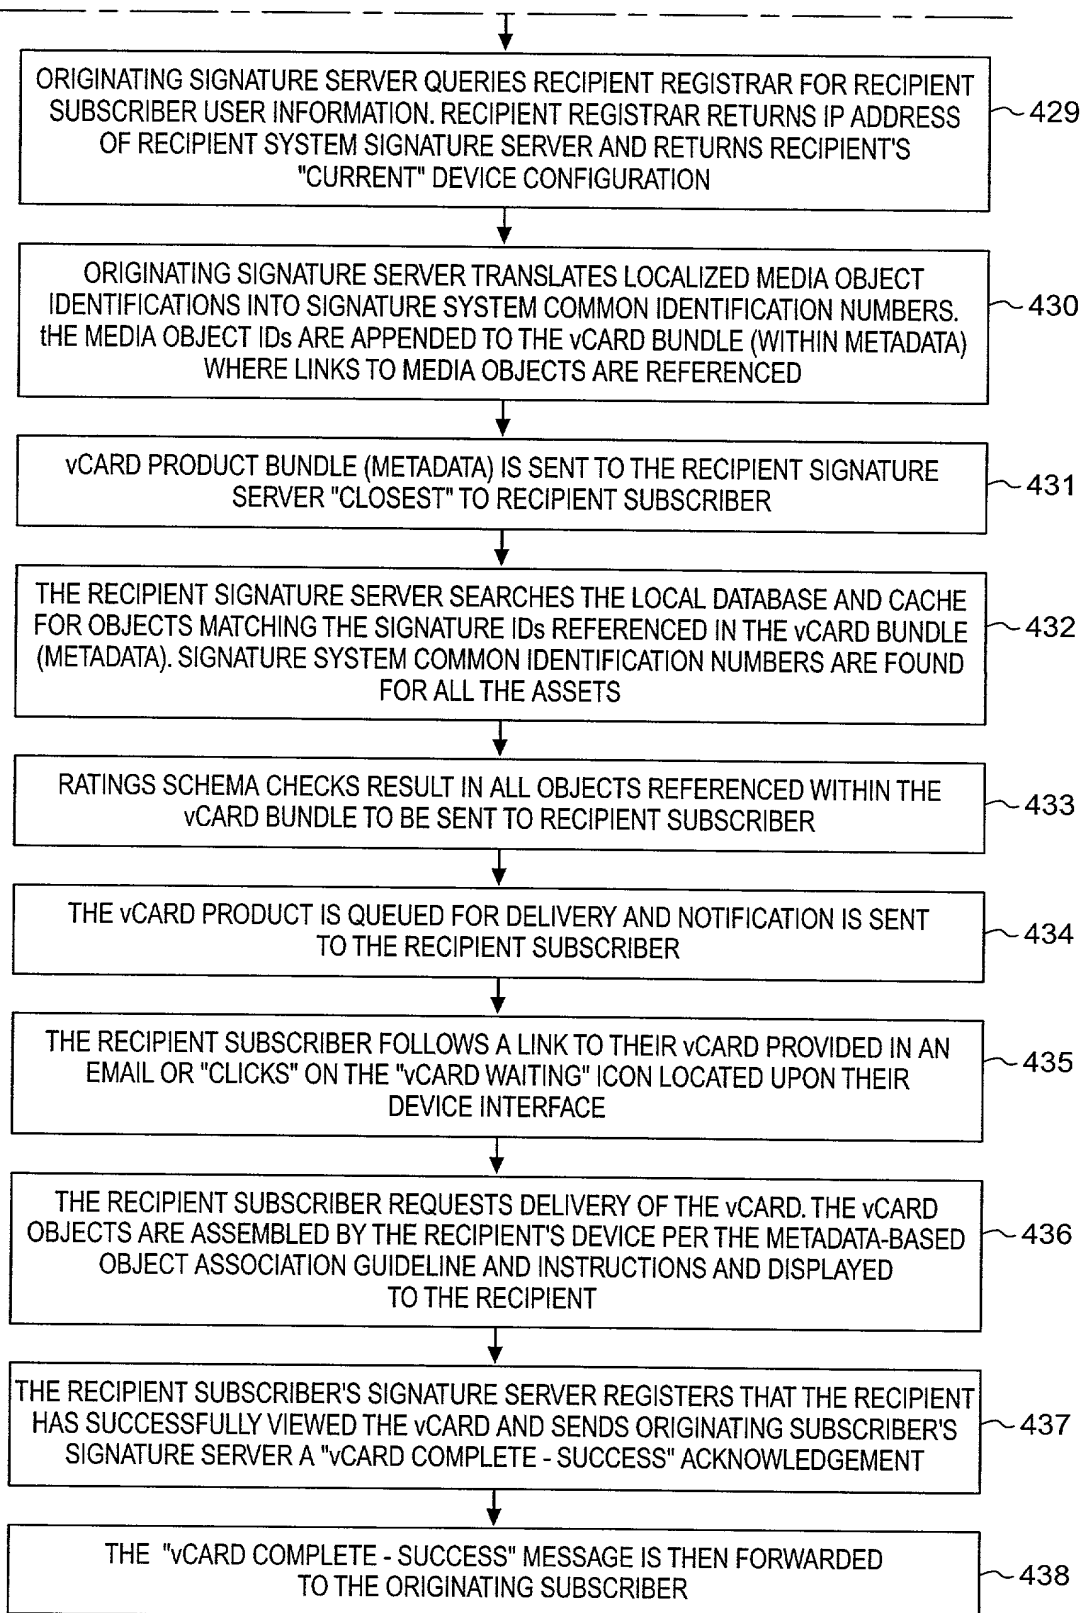 ORIGINATING SIGNATURE SERVER QUERIES RECIPIENT REGISTRAR FOR RECIPIENT
SUBSCRIBER USER INFORMATION. RECIPIENT REGISTRAR RETURNS IP ADDRESS
OF RECIPIENT SYSTEM SIGNATURE SERVER AND RETURNS RECIPIENT'S
"CURRENT" DEVICE CONFIGURATION
429
ORIGINATING SIGNATURE SERVER TRANSLATES LOCALIZED MEDIA OBJECT
IDENTIFICATIONS INTO SIGNATURE SYSTEM COMMON IDENTIFICATION NUMBERS.
tHE MEDIA OBJECT IDs ARE APPENDED TO THE vCARD BUNDLE (WITHIN METADATA)
WHERE LINKS TO MEDIA OBJECTS ARE REFERENCED
430
vCARD PRODUCT BUNDLE (METADATA) IS SENT TO THE RECIPIENT SIGNATURE
SERVER "CLOSEST" TO RECIPIENT SUBSCRIBER
431
THE RECIPIENT SIGNATURE SERVER SEARCHES THE LOCAL DATABASE AND CACHE
FOR OBJECTS MATCHING THE SIGNATURE IDs REFERENCED IN THE vCARD BUNDLE
(METADATA). SIGNATURE SYSTEM COMMON IDENTIFICATION NUMBERS ARE FOUND
FOR ALL THE ASSETS
432
RATINGS SCHEMA CHECKS RESULT IN ALL OBJECTS REFERENCED WITHIN THE
vCARD BUNDLE TO BE SENT TO RECIPIENT SUBSCRIBER
433
THE vCARD PRODUCT IS QUEUED FOR DELIVERY AND NOTIFICATION IS SENT
TO THE RECIPIENT SUBSCRIBER
434
THE RECIPIENT SUBSCRIBER FOLLOWS A LINK TO THEIR vCARD PROVIDED IN AN
EMAIL OR "CLICKS" ON THE "vCARD WAITING" ICON LOCATED UPON THEIR
DEVICE INTERFACE
435
THE RECIPIENT SUBSCRIBER REQUESTS DELIVERY OF THE vCARD. THE vCARD
OBJECTS ARE ASSEMBLED BY THE RECIPIENT'S DEVICE PER THE METADATA-BASED
OBJECT ASSOCIATION GUIDELINE AND INSTRUCTIONS AND DISPLAYED
TO THE RECIPIENT
436
THE RECIPIENT SUBSCRIBER'S SIGNATURE SERVER REGISTERS THAT THE RECIPIENT
HAS SUCCESSFULLY VIEWED THE vCARD AND SENDS ORIGINATING SUBSCRIBER'S
SIGNATURE SERVER A "vCARD COMPLETE - SUCCESS" ACKNOWLEDGEMENT
437
THE "vCARD COMPLETE - SUCCESS" MESSAGE IS THEN FORWARDED
TO THE ORIGINATING SUBSCRIBER
438